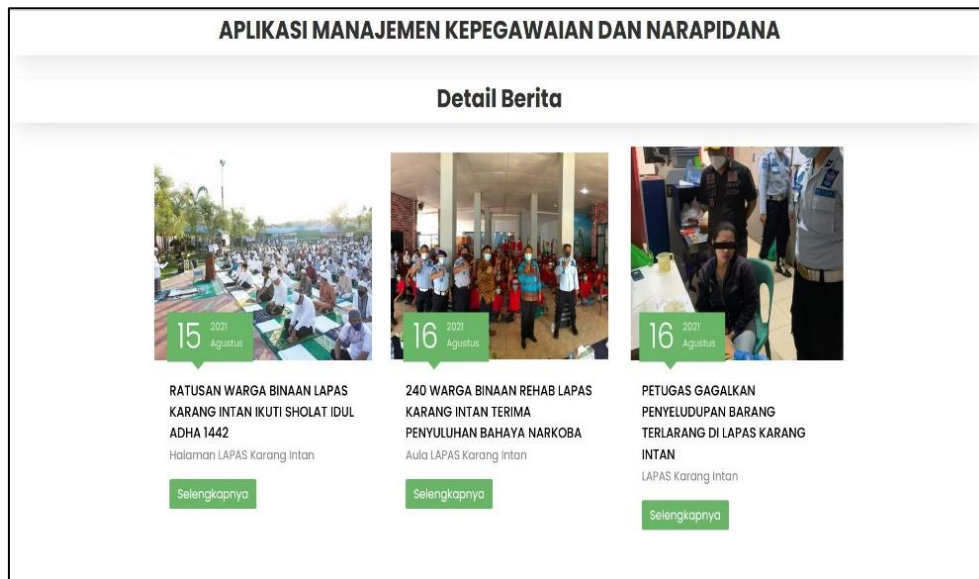 APLIKASI MANAJEMEN KEPEGAWAIAN DAN NARAPIDANA
Detail Berita
15
2021
Agustus
RATUSAN WARGA BINAAN LAPAS
KARANG INTAN IKUTI SHOLAT IDUL
ADHA 1442
Halaman LAPAS Karang Intan
Selengkapnya
16
2021
Agustus
240 WARGA BINAAN REHAB LAPAS
KARANG INTAN TERIMA
PENYULUHAN BAHAYA NARKOBA
Aula LAPAS Karang Intan
Selengkapnya
16
2021
Agustus
PETUGAS GAGALKAN
PENYELUDUPAN BARANG
TERLARANG DI LAPAS KARANG
INTAN
LAPAS Karang Intan
Selengkapnya